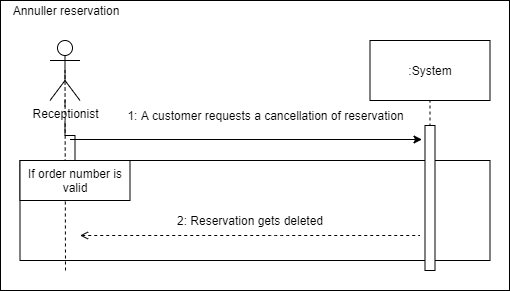 Annuller reservation
:System
Receptionist
1: A customer requests a cancellation of reservation
If order number is
valid
2: Reservation gets deleted